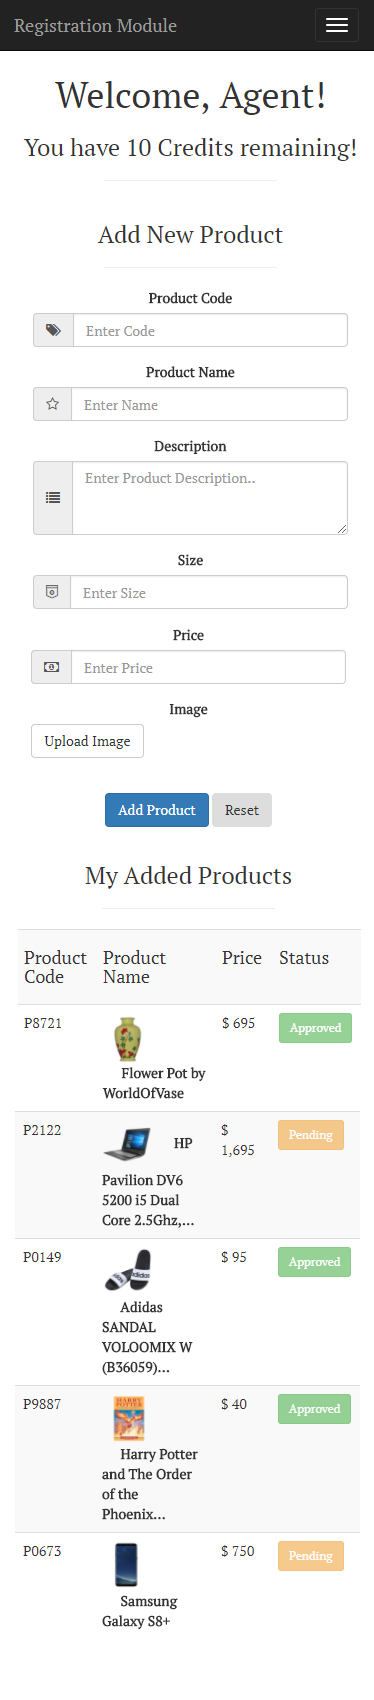 Registration Module
Welcome, Agent!
You have 10 Credits remaining!
Add New Product
Product Code
Enter Code
Product Name
Enter Name
Description
Enter Product Description..
Size
Enter Size
Price
Enter Price
Image
Upload Image
Add Product Reset
My Added Products
Product Code Product Name Price Status
P8721 $ 695 Approved
Flower Pot by
WorldOfVase
P2122 HP $ 1,695 Pending
Pavilion DV6
5200 i5 Dual
Core 2.5Ghz,...
P0149 $ 95 Approved
adidas
Adidas
SANDAL
VOLOOMIX W
(B36059)...
P9887 $ 40 Approved
HARRY
POTTER
Harry Potter
and The Order
of the
Phoenix...
P0673 $ 750 Pending
Samsung
Galaxy S8+